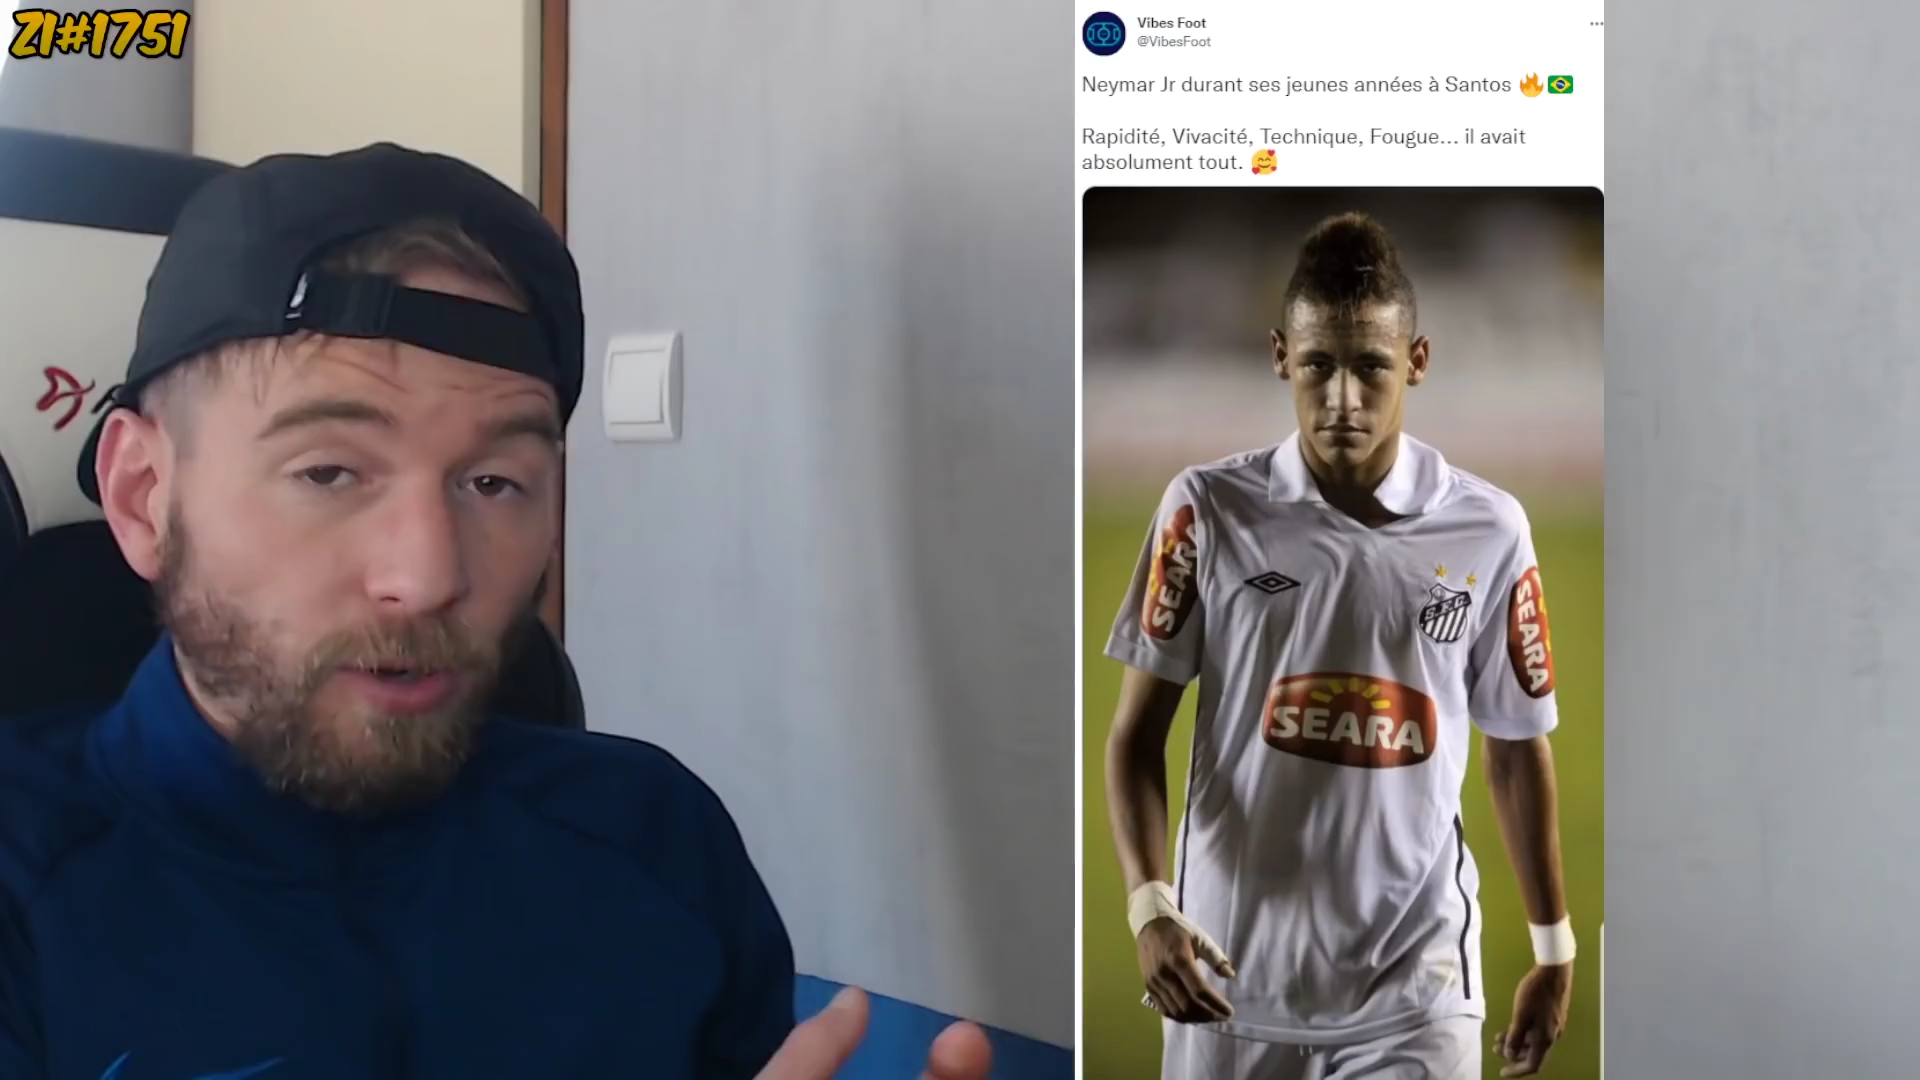 Z1#1751
Vibes Foot
@VibesFoot
Neymar Jr durant ses jeunes années à Santos 🔥🇧🇷
Rapidité, Vivacité, Technique, Fougue... il avait
absolument tout. 🥰
SEARA
S.F.C.
SEARA
SEARA